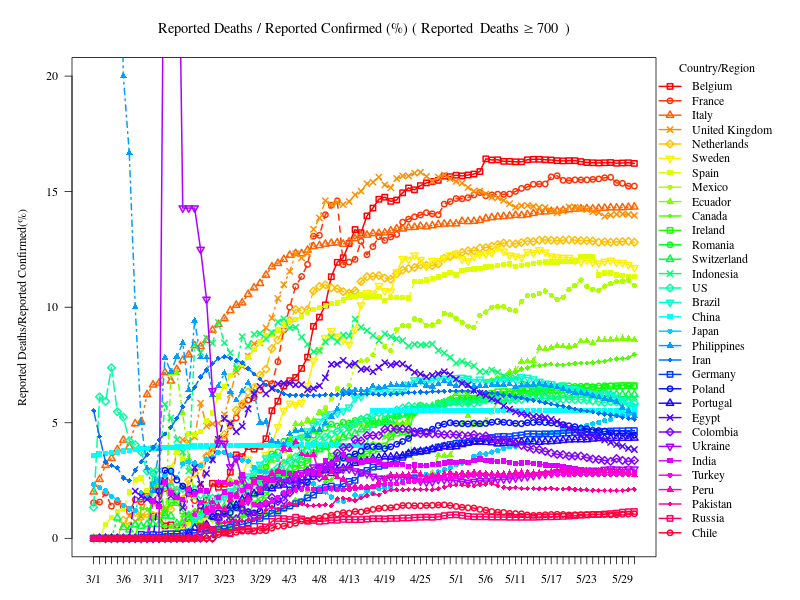 Reported Deaths / Reported Confirmed (%) ( Reported Deaths ≥ 700 )
Reported Deaths/Reported Confirmed(%)
20
15
10
5
0
3/1 3/6 3/11 3/17 3/23 3/29 4/3 4/8 4/13 4/19 4/25 5/1 5/6 5/11 5/17 5/23 5/29
Country/Region
Belgium
France
Italy
United Kingdom
Netherlands
Sweden
Spain
Mexico
Ecuador
Canada
Ireland
Romania
Switzerland
Indonesia
US
Brazil
China
Japan
Philippines
Iran
Germany
Poland
Portugal
Egypt
Colombia
Ukraine
India
Turkey
Peru
Pakistan
Russia
Chile